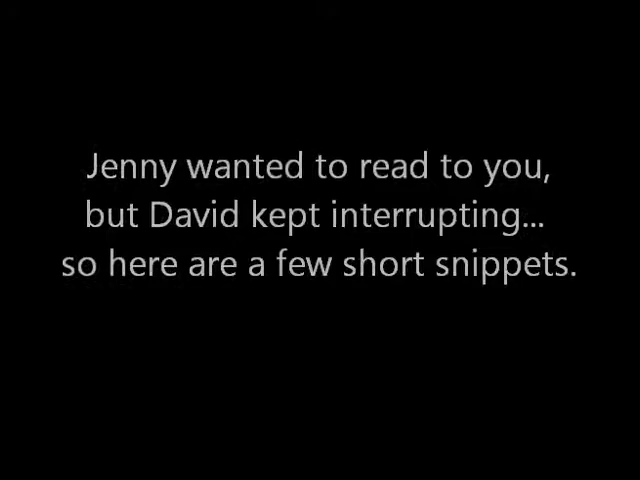 Jenny wanted to read to you,
but David kept interrupting...
so here are a few short snippets.